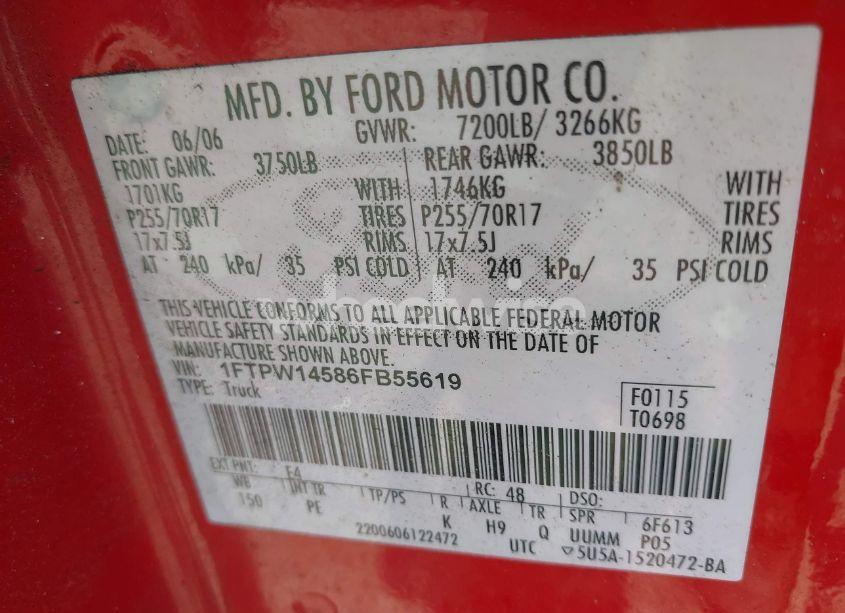 MFD. BY FORD MOTOR CO.
DATE: 06/06 GVWR: 7200LB/ 3266KG
FRONT GAWR: 3750LB REAR GAWR: 3850LB
1701KG WITH 1746KG WITH
P255/70R17 TIRES P255/70R17 TIRES
17x7.5J RIMS 17x7.5J RIMS
AT 240 kPa/ 35 PSI COLD AT 240 kPa/ 35 PSI COLD
THIS VEHICLE CONFORMS TO ALL APPLICABLE FEDERAL MOTOR
VEHICLE SAFETY STANDARDS IN EFFECT ON THE DATE OF
MANUFACTURE SHOWN ABOVE.
VIN: 1FTPW14586FB55619
TYPE: Truck
F0115
T0698
EXT PNT: E4 RC: 48 DSO:
WB INT TR TP/PS R AXLE TR SPR 6F613
150 PE K H9 Q UUMM P05
2200606122472 UTC ▽5U5A-1520472-BA